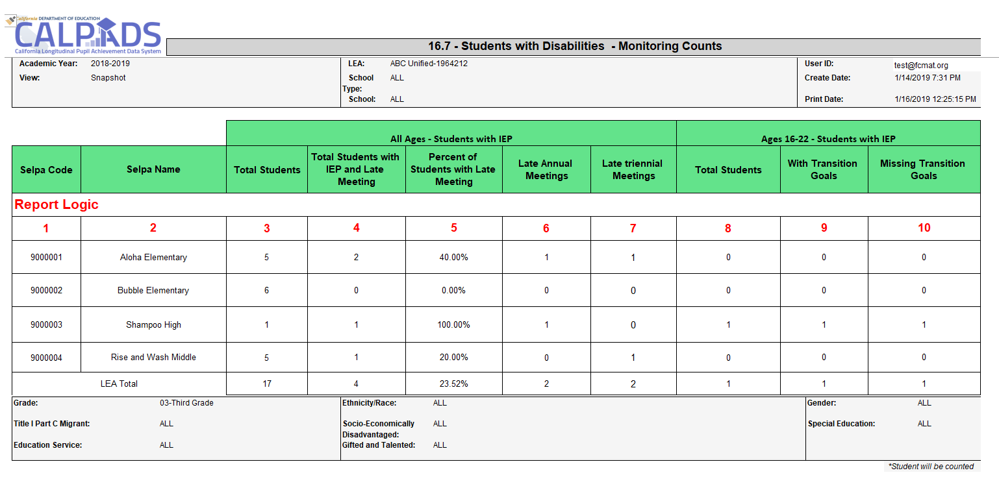 California DEPARTMENT OF EDUCATION
CALPADS
California Longitudinal Pupil Achievement Data System
16.7 - Students with Disabilities - Monitoring Counts
Academic Year: 2018-2019 LEA: ABC Unified-1964212 User ID: test@fcmat.org
View: Snapshot School Type: ALL Create Date: 1/14/2019 7:31 PM
School: ALL Print Date: 1/16/2019 12:25:15 PM
All Ages - Students with IEP Ages 16-22 - Students with IEP
Selpa Code Selpa Name Total Students Total Students with IEP and Late Meeting Percent of Students with Late Meeting Late Annual Meetings Late triennial Meetings Total Students With Transition Goals Missing Transition Goals
Report Logic
1 2 3 4 5 6 7 8 9 10
9000001 Aloha Elementary 5 2 40.00% 1 1 0 0 0
9000002 Bubble Elementary 6 0 0.00% 0 0 0 0 0
9000003 Shampoo High 1 1 100.00% 1 0 1 1 1
9000004 Rise and Wash Middle 5 1 20.00% 0 1 0 0 0
LEA Total 17 4 23.52% 2 2 1 1 1
Grade: 03-Third Grade Ethnicity/Race: ALL Gender: ALL
Title I Part C Migrant: ALL Socio-Economically Disadvantaged: ALL Special Education: ALL
Education Service: ALL Gifted and Talented: ALL
*Student will be counted